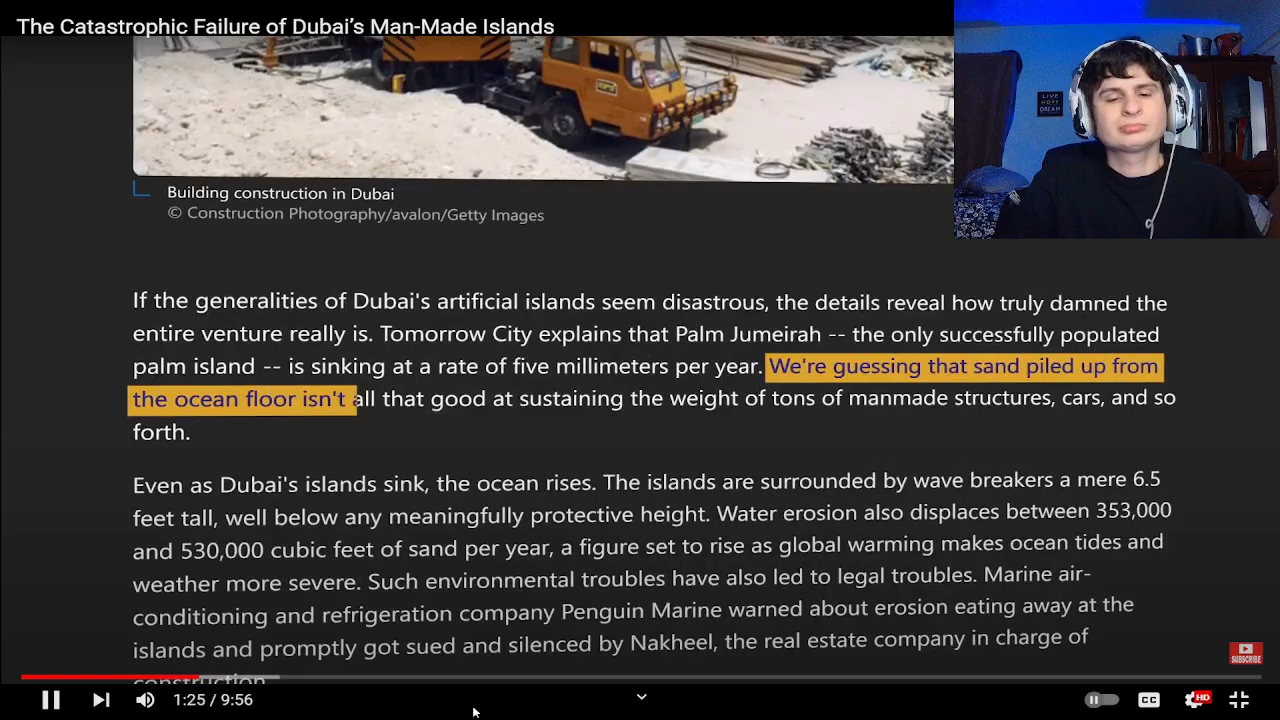 The Catastrophic Failure of Dubai’s Man-Made Islands
LIVE
HOPE
DREAM
Building construction in Dubai
© Construction Photography/avalon/Getty Images
If the generalities of Dubai's artificial islands seem disastrous, the details reveal how truly damned the
entire venture really is. Tomorrow City explains that Palm Jumeirah -- the only successfully populated
palm island -- is sinking at a rate of five millimeters per year. We're guessing that sand piled up from
the ocean floor isn't all that good at sustaining the weight of tons of manmade structures, cars, and so
forth.
Even as Dubai's islands sink, the ocean rises. The islands are surrounded by wave breakers a mere 6.5
feet tall, well below any meaningfully protective height. Water erosion also displaces between 353,000
and 530,000 cubic feet of sand per year, a figure set to rise as global warming makes ocean tides and
weather more severe. Such environmental troubles have also led to legal troubles. Marine air-
conditioning and refrigeration company Penguin Marine warned about erosion eating away at the
islands and promptly got sued and silenced by Nakheel, the real estate company in charge of
construction.
SUBSCRIBE
1:25 / 9:56
CC
HD